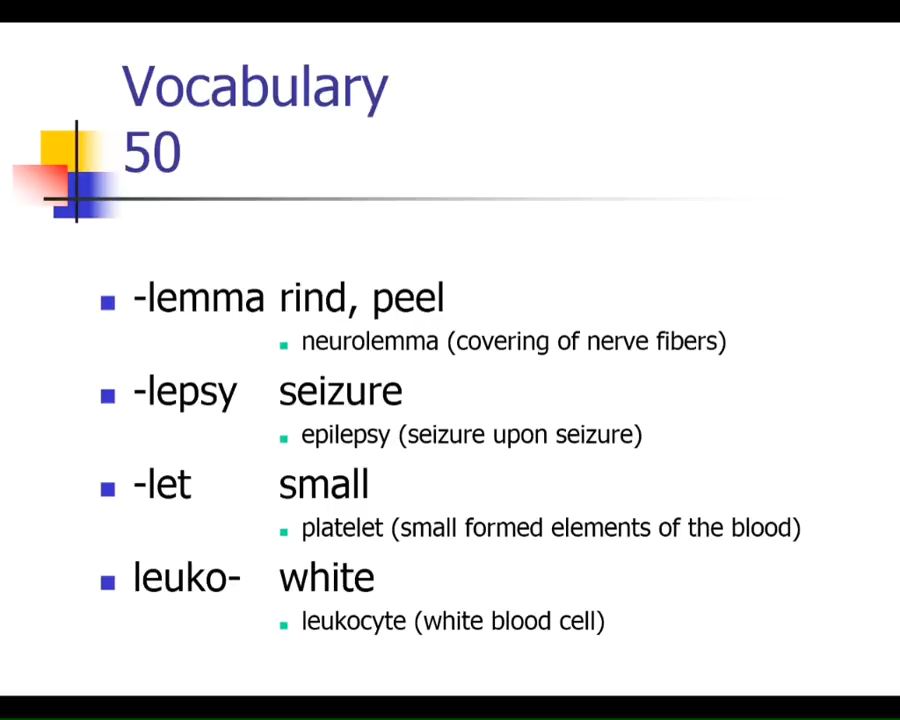 Vocabulary
50
-lemma rind, peel
neurolemma (covering of nerve fibers)
-lepsy seizure
epilepsy (seizure upon seizure)
-let small
platelet (small formed elements of the blood)
leuko- white
leukocyte (white blood cell)